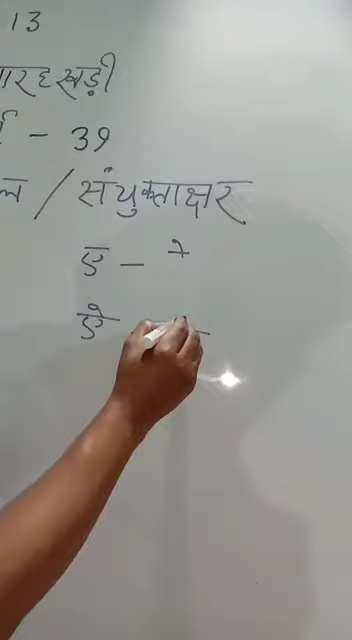 13
बारहखड़ी
- 39
/ संयुक्ताक्षर
ए - े
ऐ